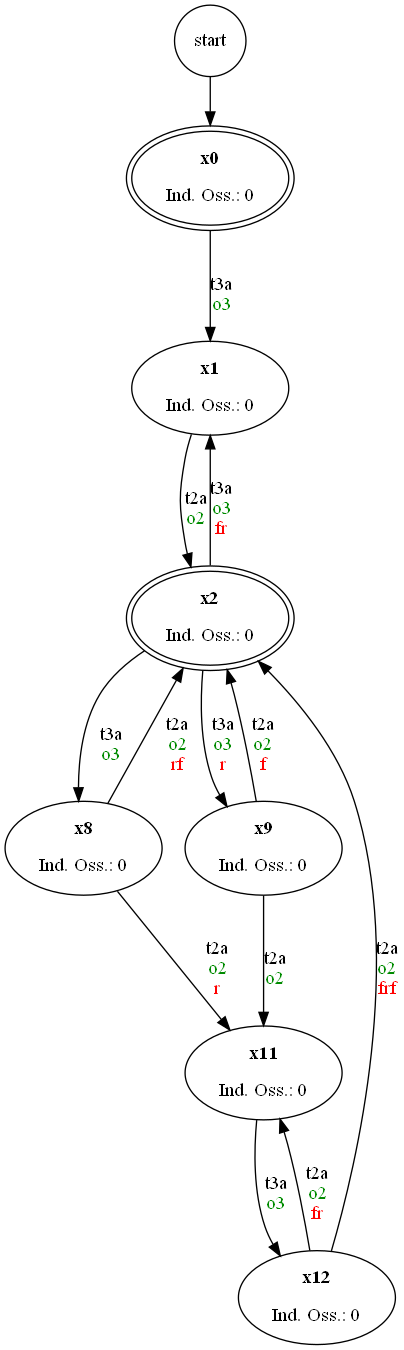 start
x0
Ind. Oss.: 0
t3a
o3
x1
Ind. Oss.: 0
t2a
o2
t3a
o3
fr
x2
Ind. Oss.: 0
t3a
o3
t2a
o2
rf
t3a
o3
r
t2a
o2
f
x8
Ind. Oss.: 0
x9
Ind. Oss.: 0
t2a
o2
r
t2a
o2
t2a
o2
frf
x11
Ind. Oss.: 0
t3a
o3
t2a
o2
fr
x12
Ind. Oss.: 0